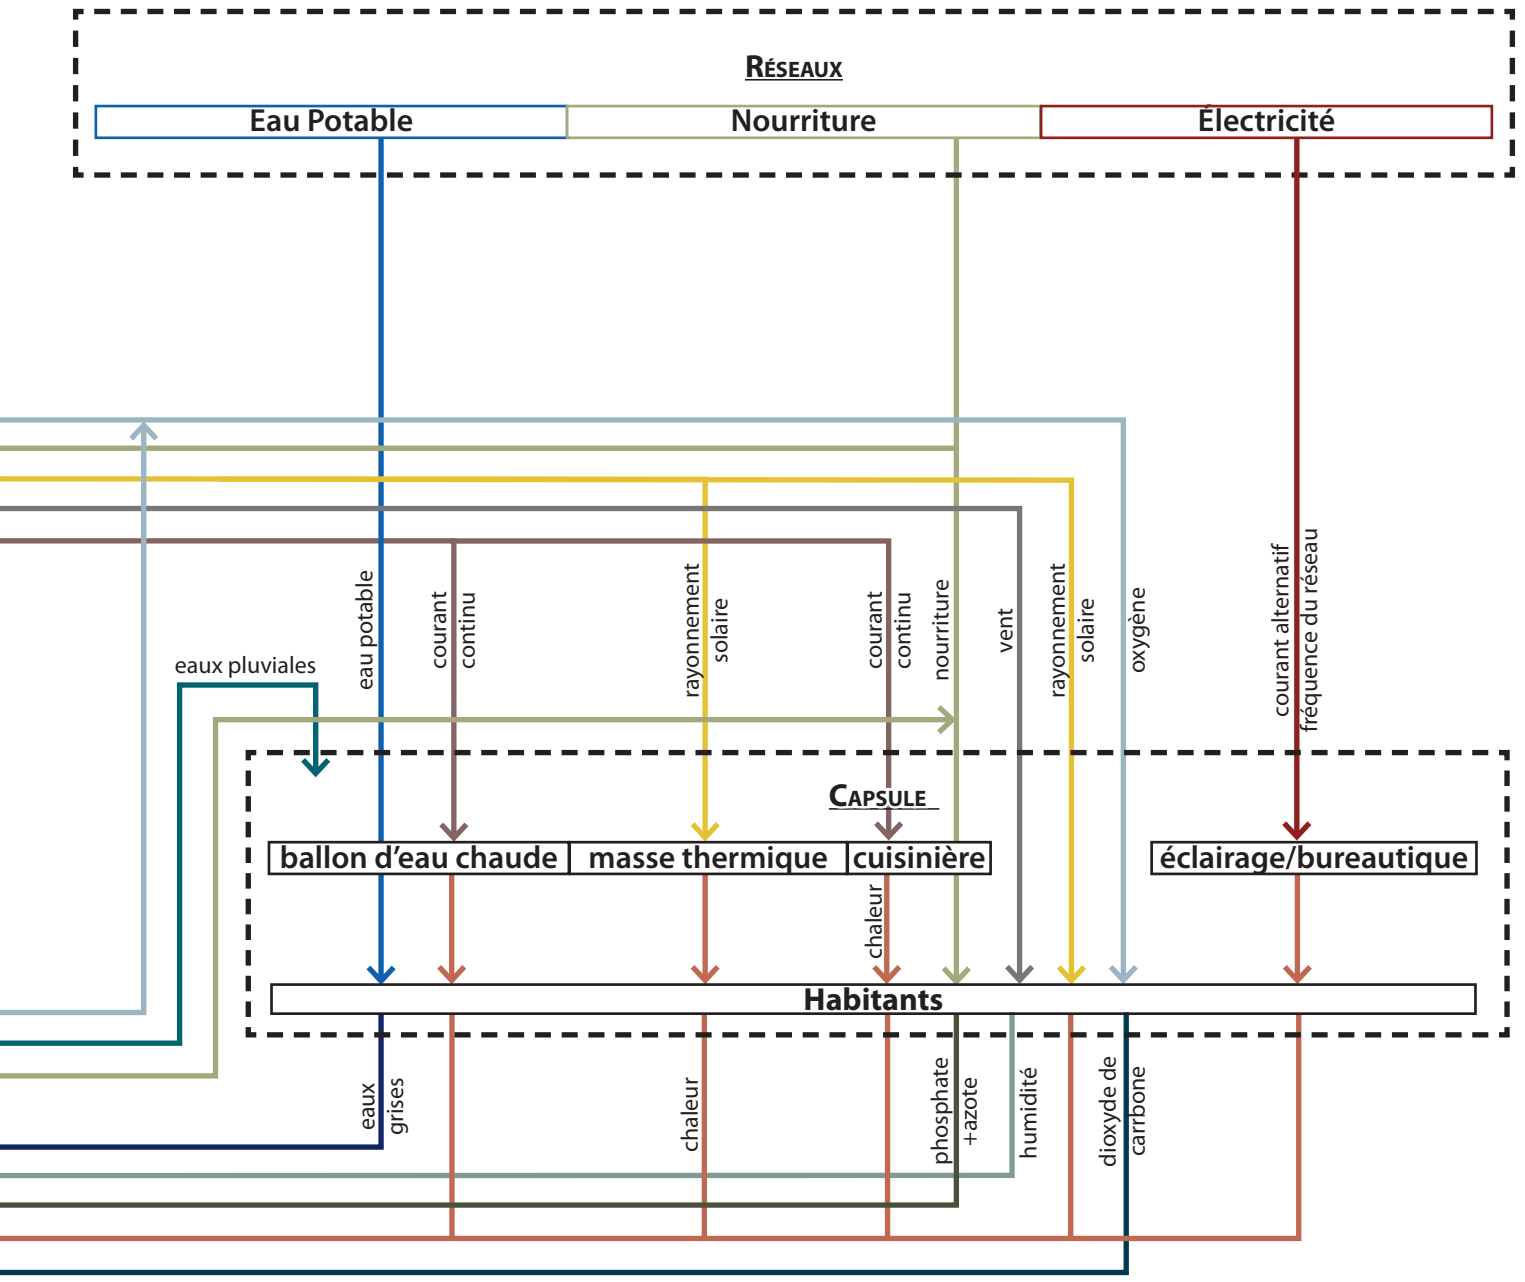 Réseaux
Eau Potable
Nourriture
Électricité
eau potable
courant
continu
rayonnement
solaire
courant
continu
nourriture
vent
rayonnement
solaire
oxygène
courant alternatif
fréquence du réseau
eaux pluviales
Capsule
ballon d'eau chaude
masse thermique
cuisinière
éclairage/bureautique
chaleur
Habitants
eaux
grises
chaleur
phosphate
+azote
humidité
dioxyde de
carrbone